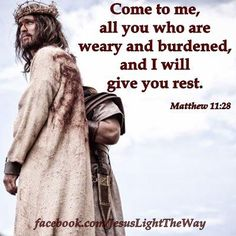 Come to me,
all you who are
weary and burdened,
and I will
give you rest.
Matthew 11:28
facebook.com/JesusLightTheWay